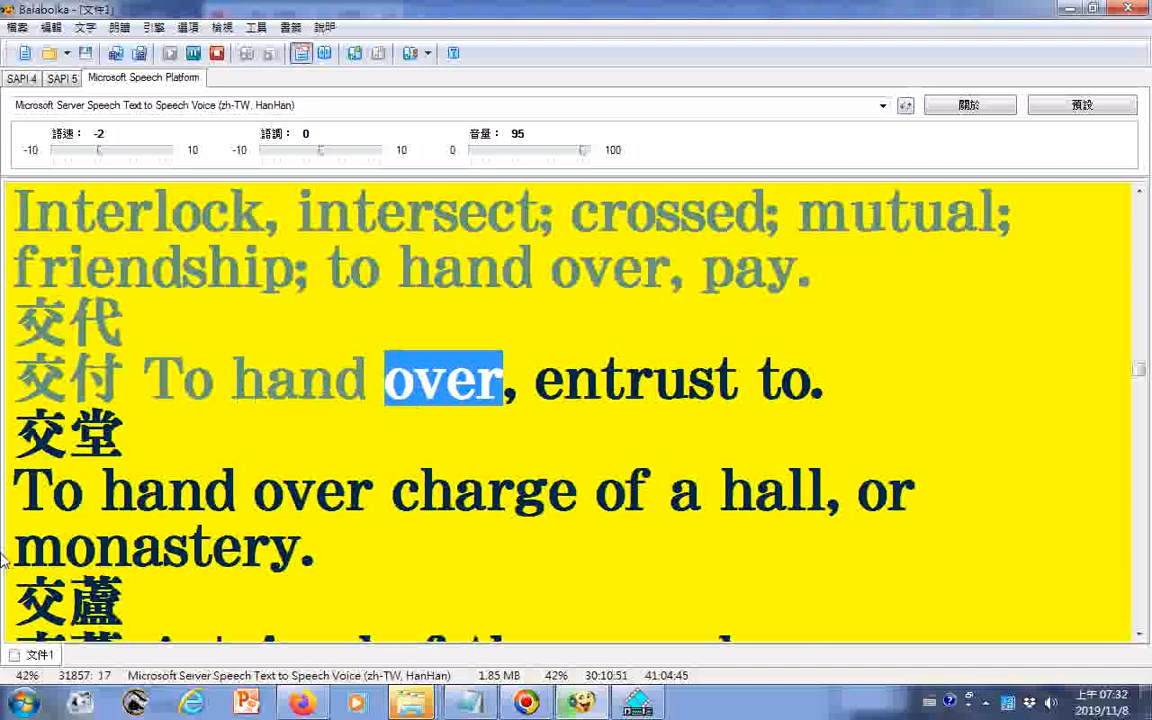 Balabolka - [文件1]
檔案 編輯 文字 朗讀 引擎 選項 檢視 工具 書籤 說明
SAPI 4 SAPI 5 Microsoft Speech Platform
Microsoft Server Speech Text to Speech Voice (zh-TW, HanHan) 關於 預設
語速： -2 語調： 0 音量： 95
-10 10 -10 10 0 100
Interlock, intersect; crossed; mutual;
friendship; to hand over, pay.
交代
交付 To hand over, entrust to.
交堂
To hand over charge of a hall, or
monastery.
交蘆
文件1
42% 31857: 17 Microsoft Server Speech Text to Speech Voice (zh-TW, HanHan) 1.85 MB 42% 30:10:51 41:04:45
上午 07:32
2019/11/8